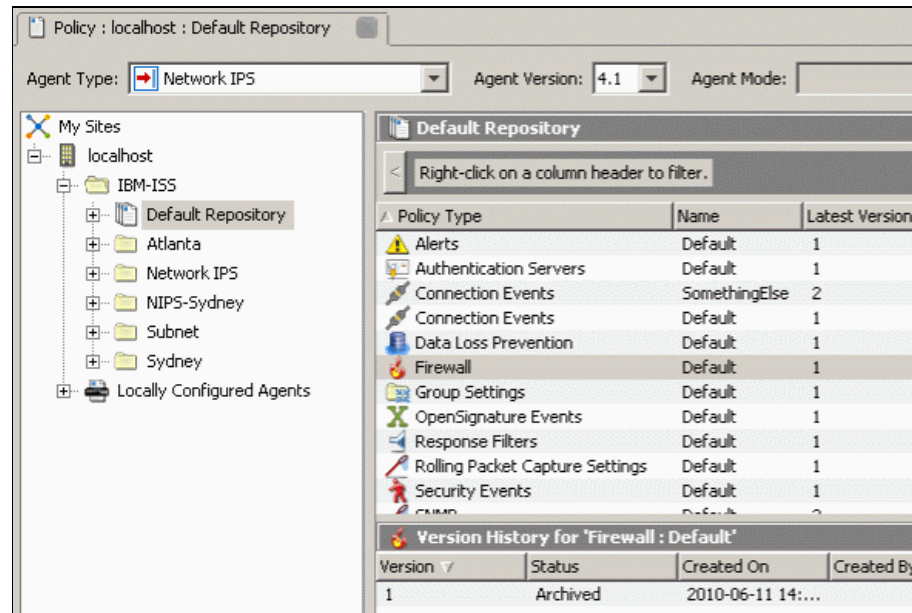 Policy : localhost : Default Repository
Agent Type: Network IPS Agent Version: 4.1 Agent Mode:
My Sites
localhost
IBM-ISS
Default Repository
Atlanta
Network IPS
NIPS-Sydney
Subnet
Sydney
Locally Configured Agents
Default Repository
< Right-click on a column header to filter.
Policy Type Name Latest Version
Alerts Default 1
Authentication Servers Default 1
Connection Events SomethingElse 2
Connection Events Default 1
Data Loss Prevention Default 1
Firewall Default 1
Group Settings Default 1
OpenSignature Events Default 1
Response Filters Default 1
Rolling Packet Capture Settings Default 1
Security Events Default 1
SNMP Default
Version History for 'Firewall : Default'
Version Status Created On Created By
1 Archived 2010-06-11 14:...